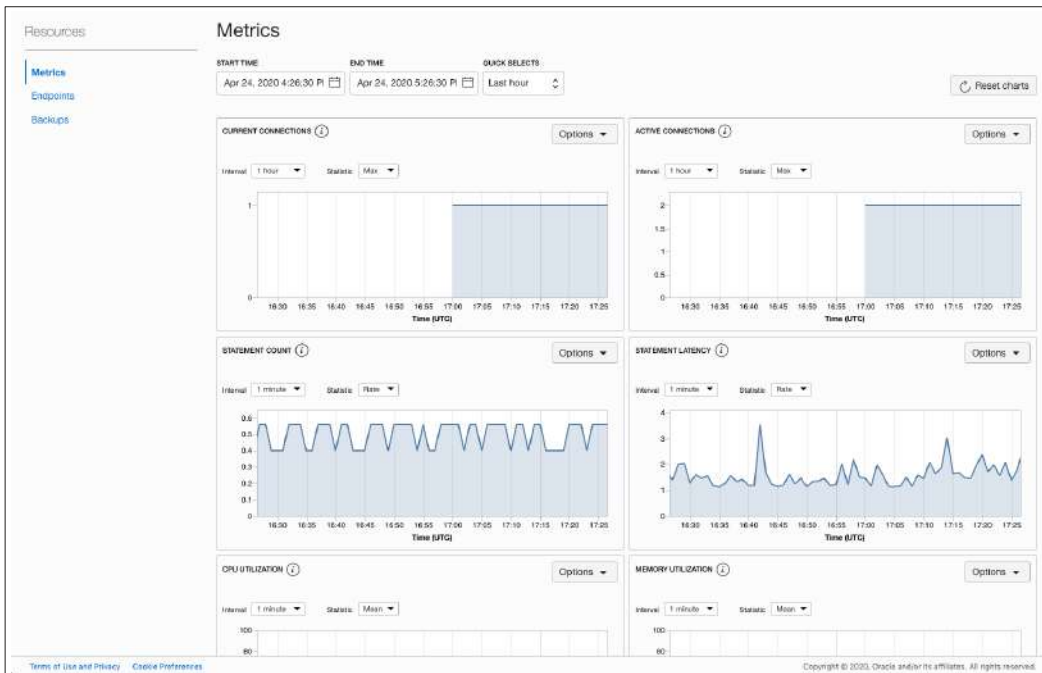 Resources
Metrics
Endpoints
Backups
Metrics
START TIME
END TIME
QUICK SELECTS
Apr 24, 2020 4:26:30 P
Apr 24, 2020 5:26:30 P
Last hour
Reset charts
CURRENT CONNECTIONS
Options
Interval 1 hour Statistic Max
1
0
16:30 16:35 16:40 16:45 16:50 16:55 17:00 17:05 17:10 17:15 17:20 17:25
Time (UTC)
ACTIVE CONNECTIONS
Options
Interval 1 hour Statistic Max
2
1.5
1
0.5
0
16:30 16:35 16:40 16:45 16:50 16:55 17:00 17:05 17:10 17:15 17:20 17:25
Time (UTC)
STATEMENT COUNT
Options
Interval 1 minute Statistic Rate
0.6
0.5
0.4
0.3
0.2
0.1
0
16:30 16:35 16:40 16:45 16:50 16:55 17:00 17:05 17:10 17:15 17:20 17:25
Time (UTC)
STATEMENT LATENCY
Options
Interval 1 minute Statistic Rate
4
3
2
1
0
16:30 16:35 16:40 16:45 16:50 16:55 17:00 17:05 17:10 17:15 17:20 17:25
Time (UTC)
CPU UTILIZATION
Options
Interval 1 minute Statistic Mean
100
80
MEMORY UTILIZATION
Options
Interval 1 minute Statistic Mean
100
80
Terms of Use and Privacy Cookie Preferences
Copyright © 2020, Oracle and/or its affiliates. All rights reserved.